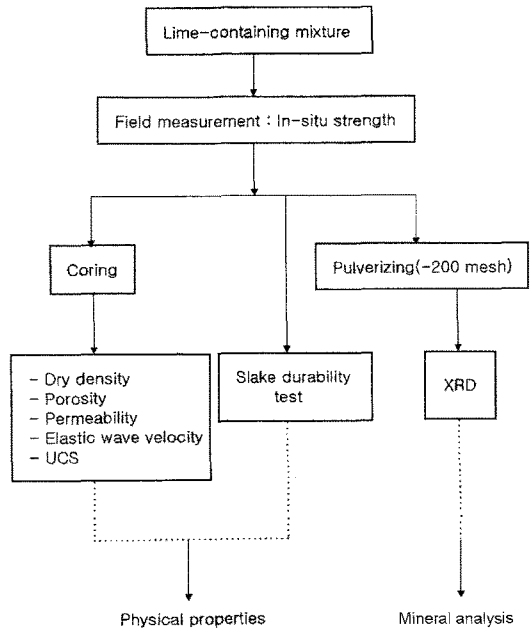 Lime-containing mixture
Field measurement : In-situ strength
Coring
Pulverizing(-200 mesh)
- Dry density
- Porosity
- Permeability
- Elastic wave velocity
- UCS
Slake durability
test
XRD
Physical properties
Mineral analysis